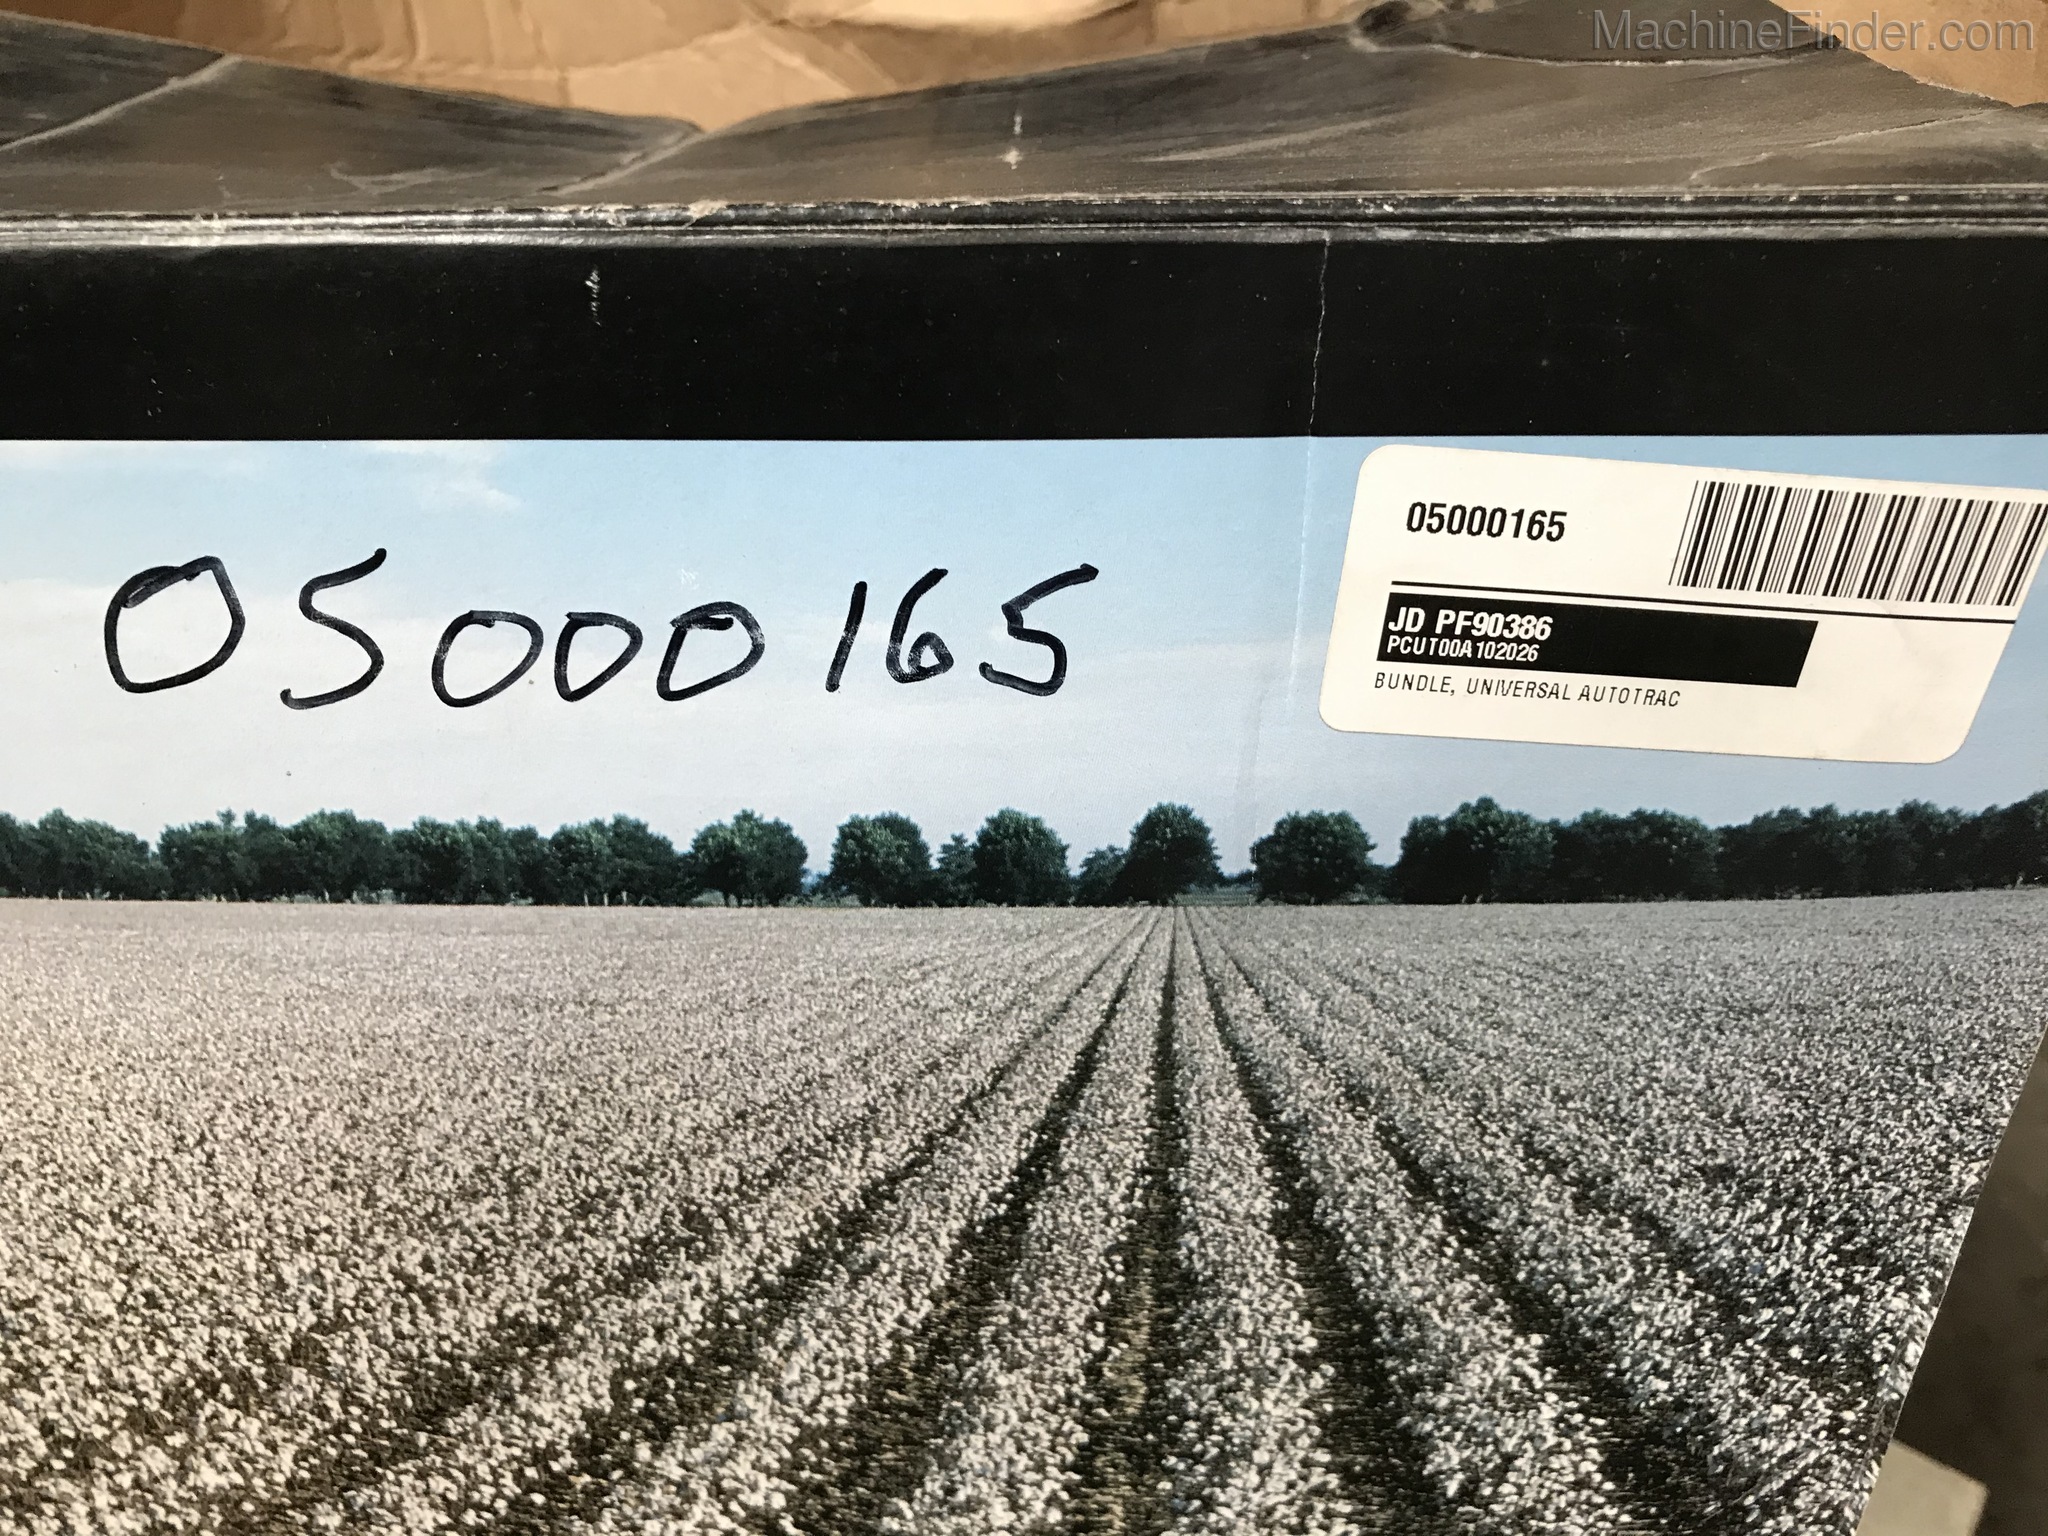 MachineFinder.com
05000165
05000165
JD PF90386
PCUT00A102026
BUNDLE, UNIVERSAL AUTOTRAC